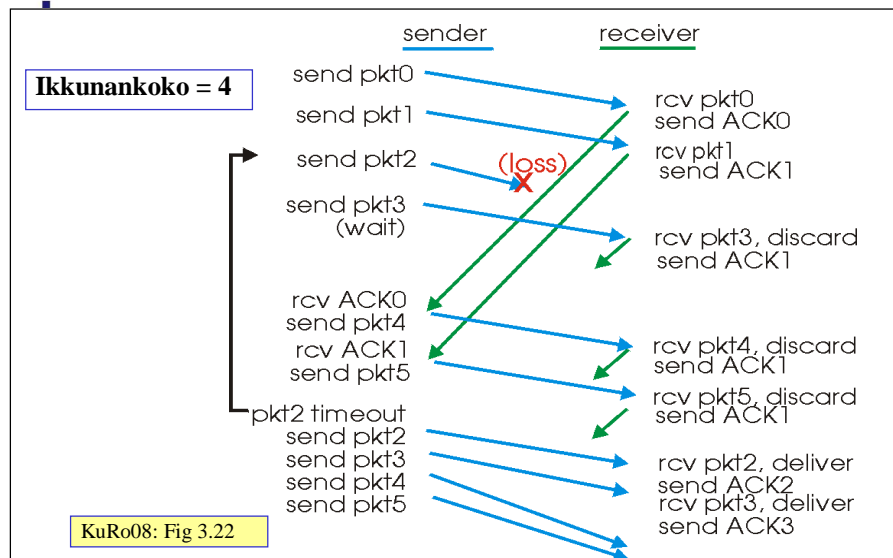 sender
receiver
Ikkunankoko = 4
send pkt0
send pkt1
send pkt2
send pkt3
(wait)
(loss)
X
rcv ACK0
send pkt4
rcv ACK1
send pkt5
pkt2 timeout
send pkt2
send pkt3
send pkt4
send pkt5
rcv pkt0
send ACK0
rcv pkt1
send ACK1
rcv pkt3, discard
send ACK1
rcv pkt4, discard
send ACK1
rcv pkt5, discard
send ACK1
rcv pkt2, deliver
send ACK2
rcv pkt3, deliver
send ACK3
KuRo08: Fig 3.22